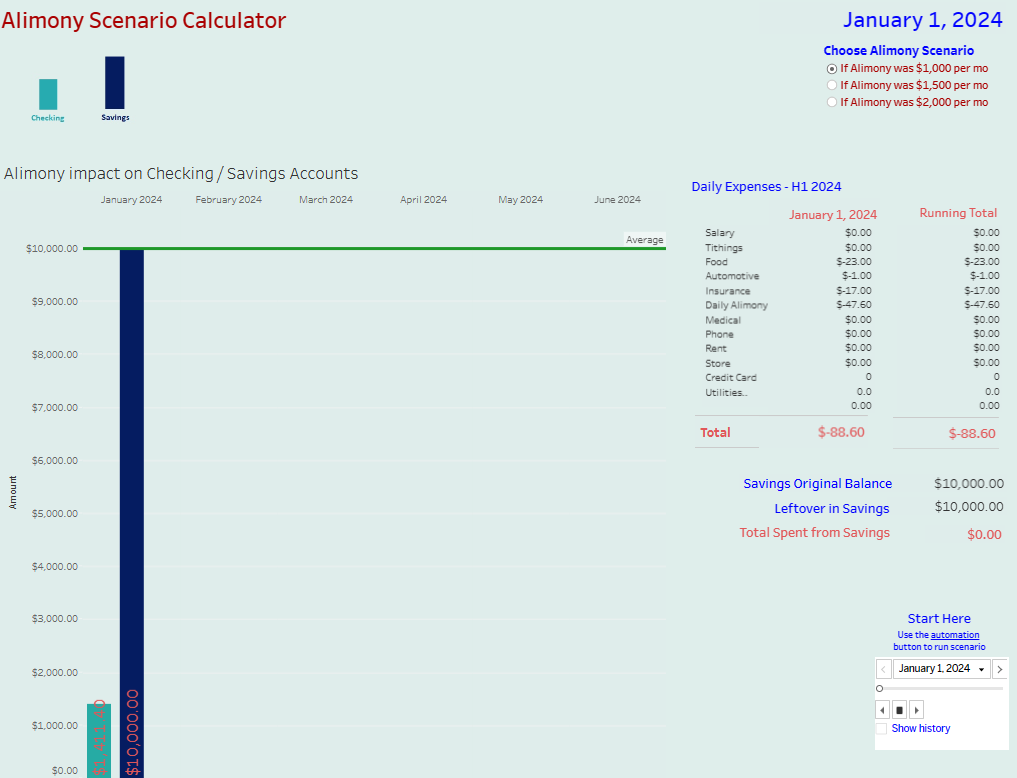 Alimony Scenario Calculator
January 1, 2024
Choose Alimony Scenario
If Alimony was $1,000 per mo
If Alimony was $1,500 per mo
If Alimony was $2,000 per mo
Checking
Savings
Alimony impact on Checking / Savings Accounts
January 2024 February 2024 March 2024 April 2024 May 2024 June 2024
Average
$10,000.00
$9,000.00
$8,000.00
$7,000.00
$6,000.00
$5,000.00
$4,000.00
$3,000.00
$2,000.00
$1,000.00
$0.00
Amount
$1,411.40
$10,000.00
Daily Expenses - H1 2024
January 1, 2024 Running Total
Salary $0.00 $0.00
Tithings $0.00 $0.00
Food $-23.00 $-23.00
Automotive $-1.00 $-1.00
Insurance $-17.00 $-17.00
Daily Alimony $-47.60 $-47.60
Medical $0.00 $0.00
Phone $0.00 $0.00
Rent $0.00 $0.00
Store $0.00 $0.00
Credit Card 0 0
Utilities.. 0.0 0.0
0.00 0.00
Total $-88.60 $-88.60
Savings Original Balance $10,000.00
Leftover in Savings $10,000.00
Total Spent from Savings $0.00
Start Here
Use the automation
button to run scenario
January 1, 2024
Show history